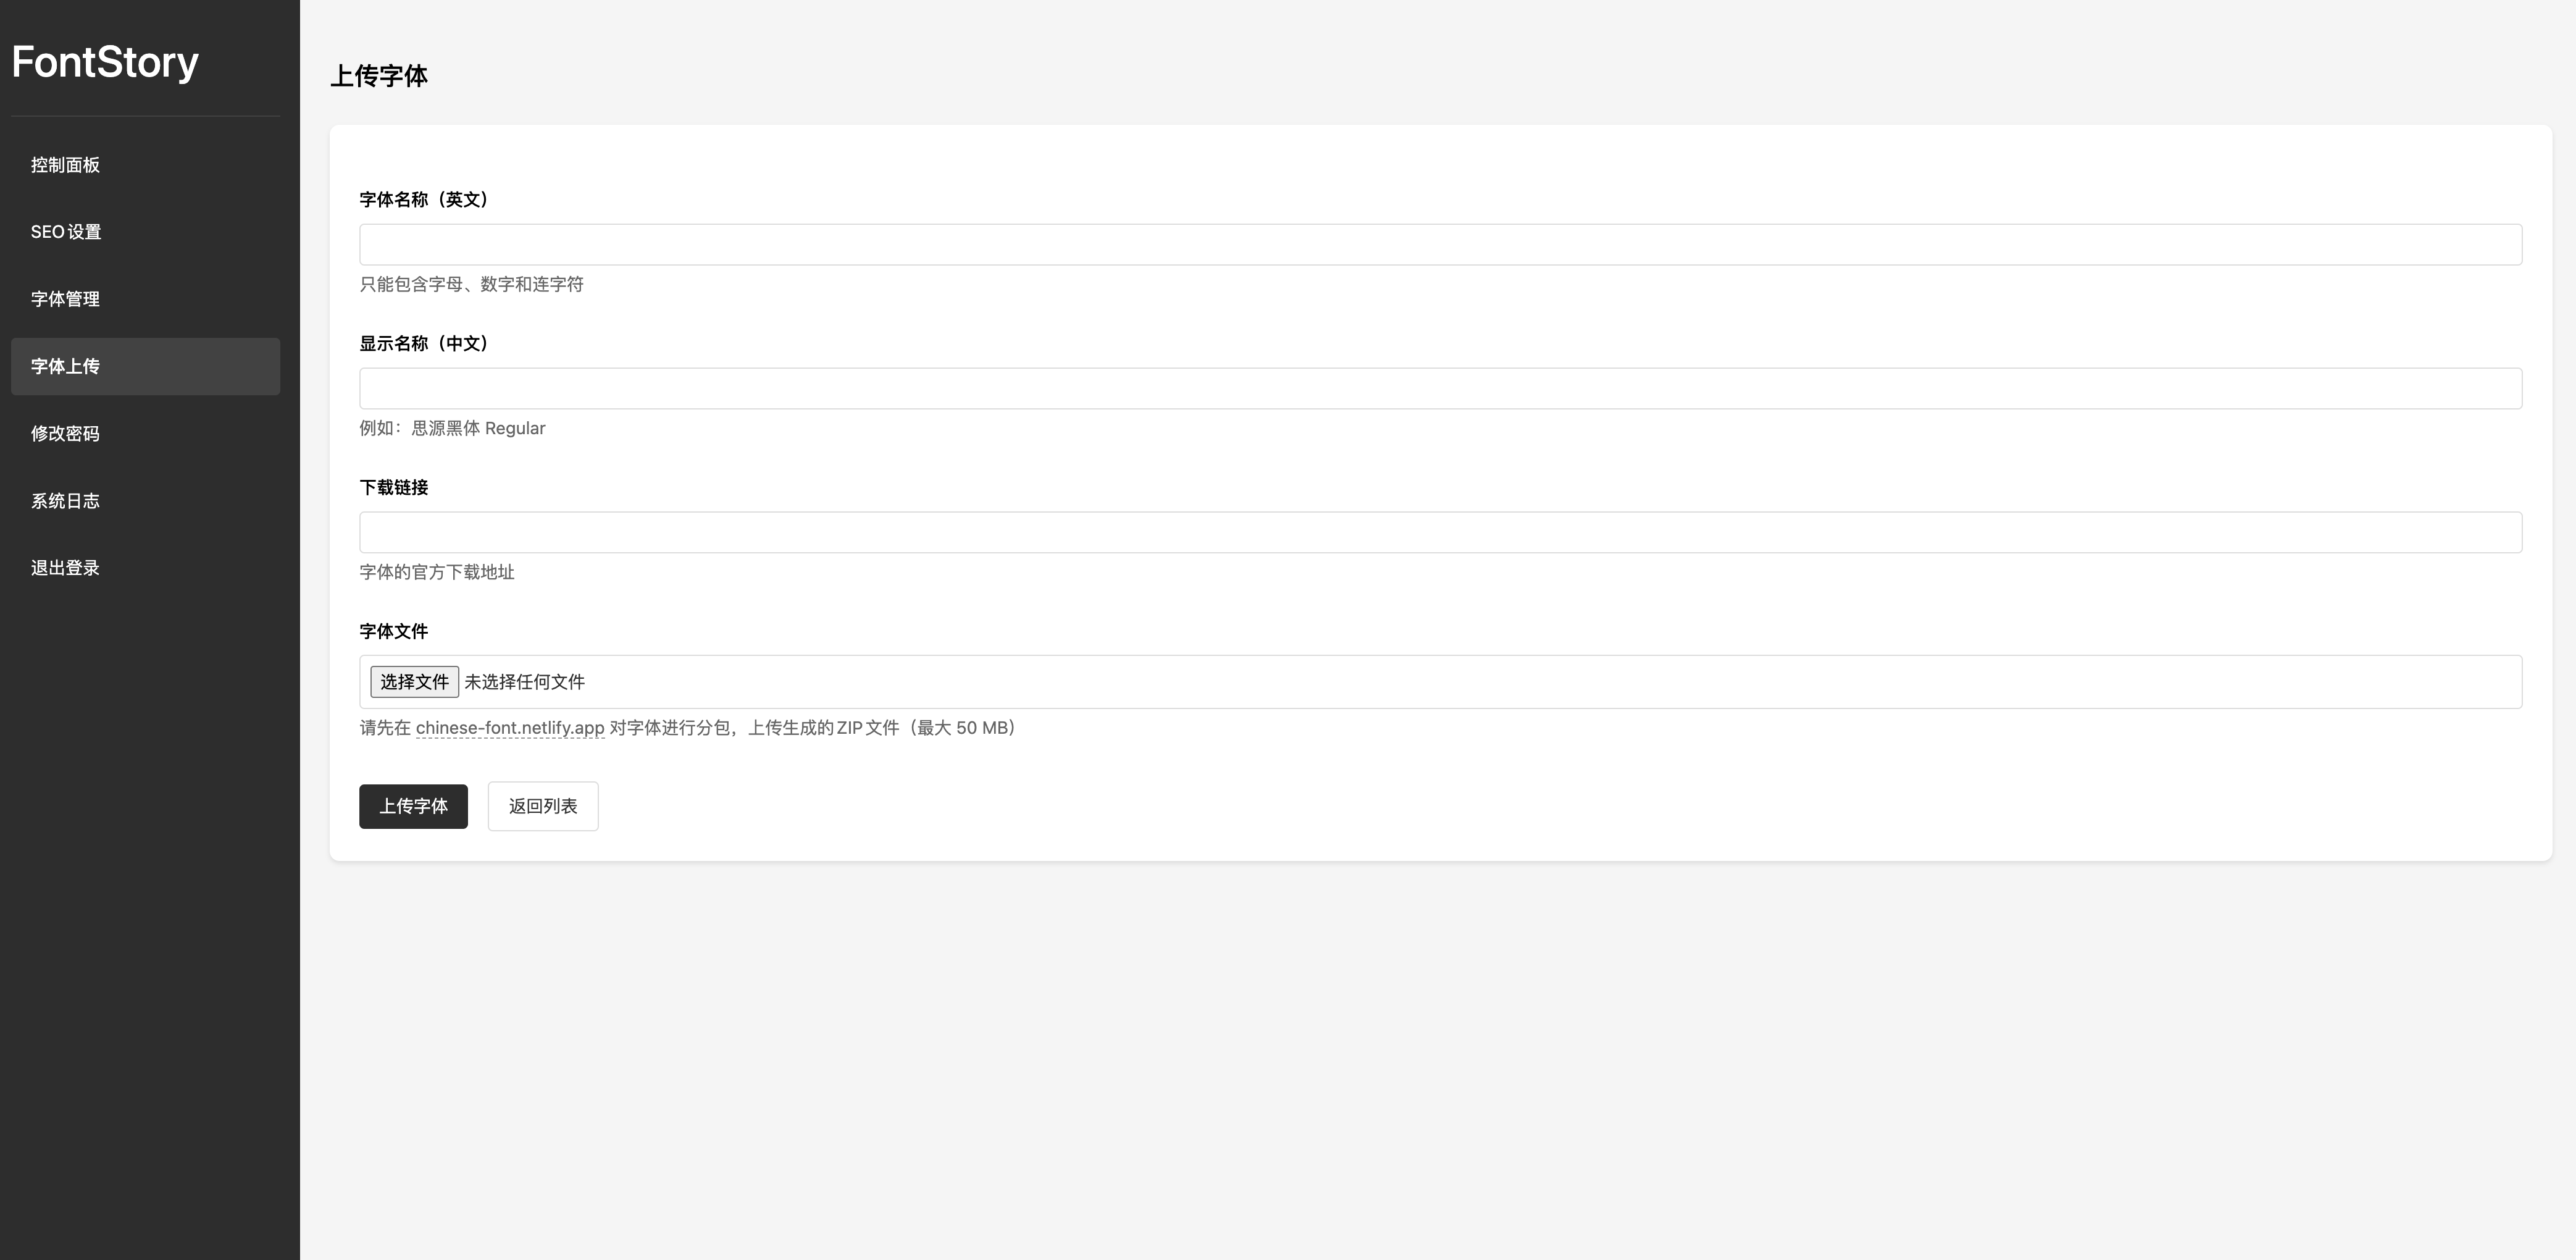 FontStory
控制面板
SEO设置
字体管理
字体上传
修改密码
系统日志
退出登录
上传字体
字体名称（英文）
只能包含字母、数字和连字符
显示名称（中文）
例如：思源黑体 Regular
下载链接
字体的官方下载地址
字体文件
选择文件 未选择任何文件
请先在 chinese-font.netlify.app 对字体进行分包，上传生成的ZIP文件（最大 50 MB）
上传字体 返回列表